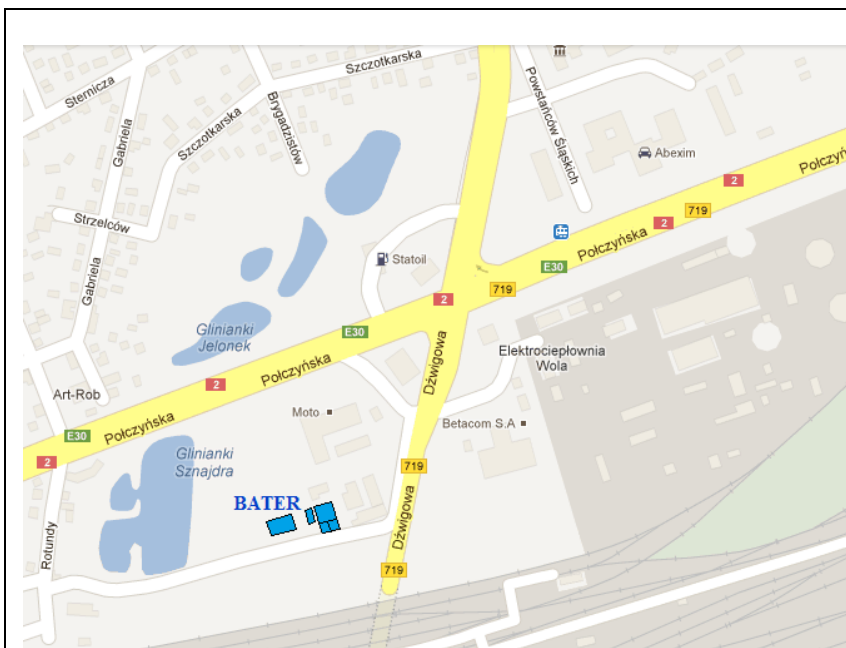 Szczotkarska
Sternicza
Brygadzistów
Powstańców Śląskich
Gabriela
Szczotkarska
Abexim
Połczyń
2
719
2
Strzelców
Połczyńska
Statoil
E30
Gabriela
719
2
Glinianki
Jelonek
E30
Elektrociepłownia
Wola
Połczyńska
Dźwigowa
2
Art-Rob
Moto
Betacom S.A
Połczyńska
E30
2
Glinianki
Sznajdra
719
BATER
Dźwigowa
Rotundy
719